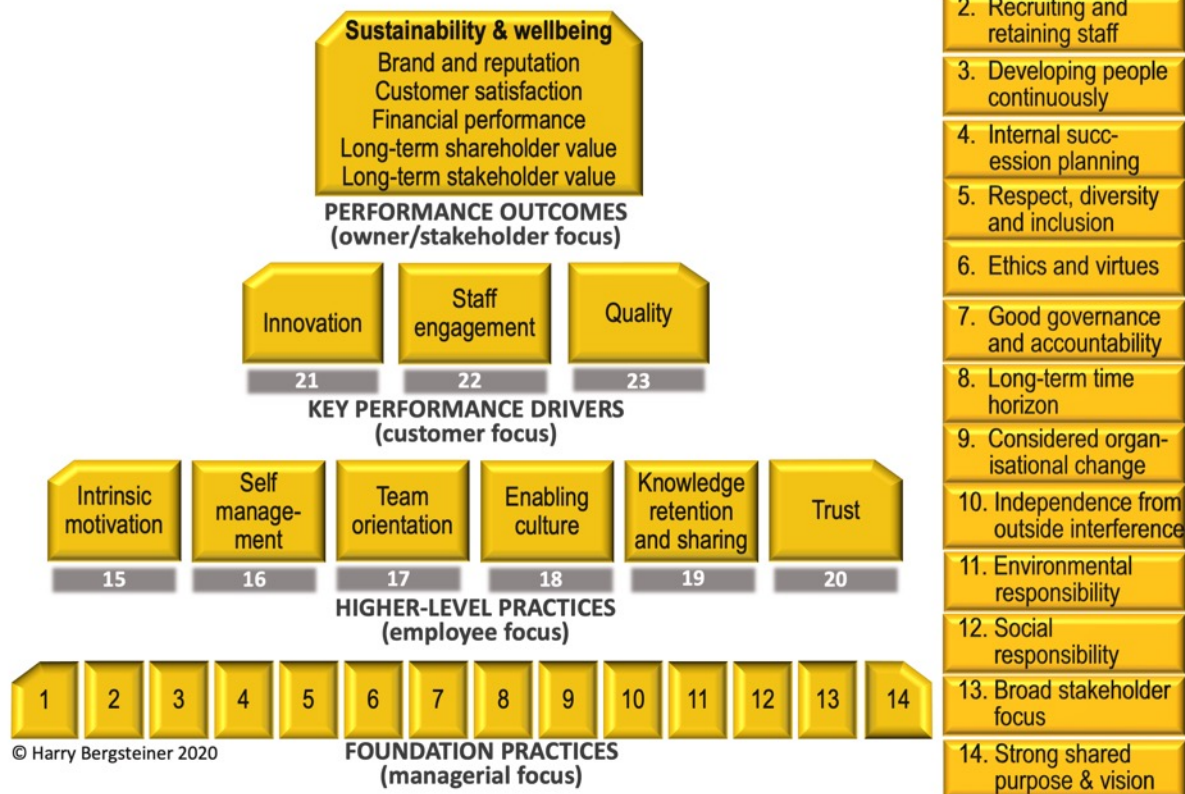 Sustainability & wellbeing
Brand and reputation
Customer satisfaction
Financial performance
Long-term shareholder value
Long-term stakeholder value
PERFORMANCE OUTCOMES
(owner/stakeholder focus)
Innovation
Staff
engagement
Quality
21
22
23
KEY PERFORMANCE DRIVERS
(customer focus)
Intrinsic
motivation
Self
manage-
ment
Team
orientation
Enabling
culture
Knowledge
retention
and sharing
Trust
15
16
17
18
19
20
HIGHER-LEVEL PRACTICES
(employee focus)
1
2
3
4
5
6
7
8
9
10
11
12
13
14
FOUNDATION PRACTICES
(managerial focus)
© Harry Bergsteiner 2020
2. Recruiting and
retaining staff
3. Developing people
continuously
4. Internal succ-
ession planning
5. Respect, diversity
and inclusion
6. Ethics and virtues
7. Good governance
and accountability
8. Long-term time
horizon
9. Considered organ-
isational change
10. Independence from
outside interference
11. Environmental
responsibility
12. Social
responsibility
13. Broad stakeholder
focus
14. Strong shared
purpose & vision